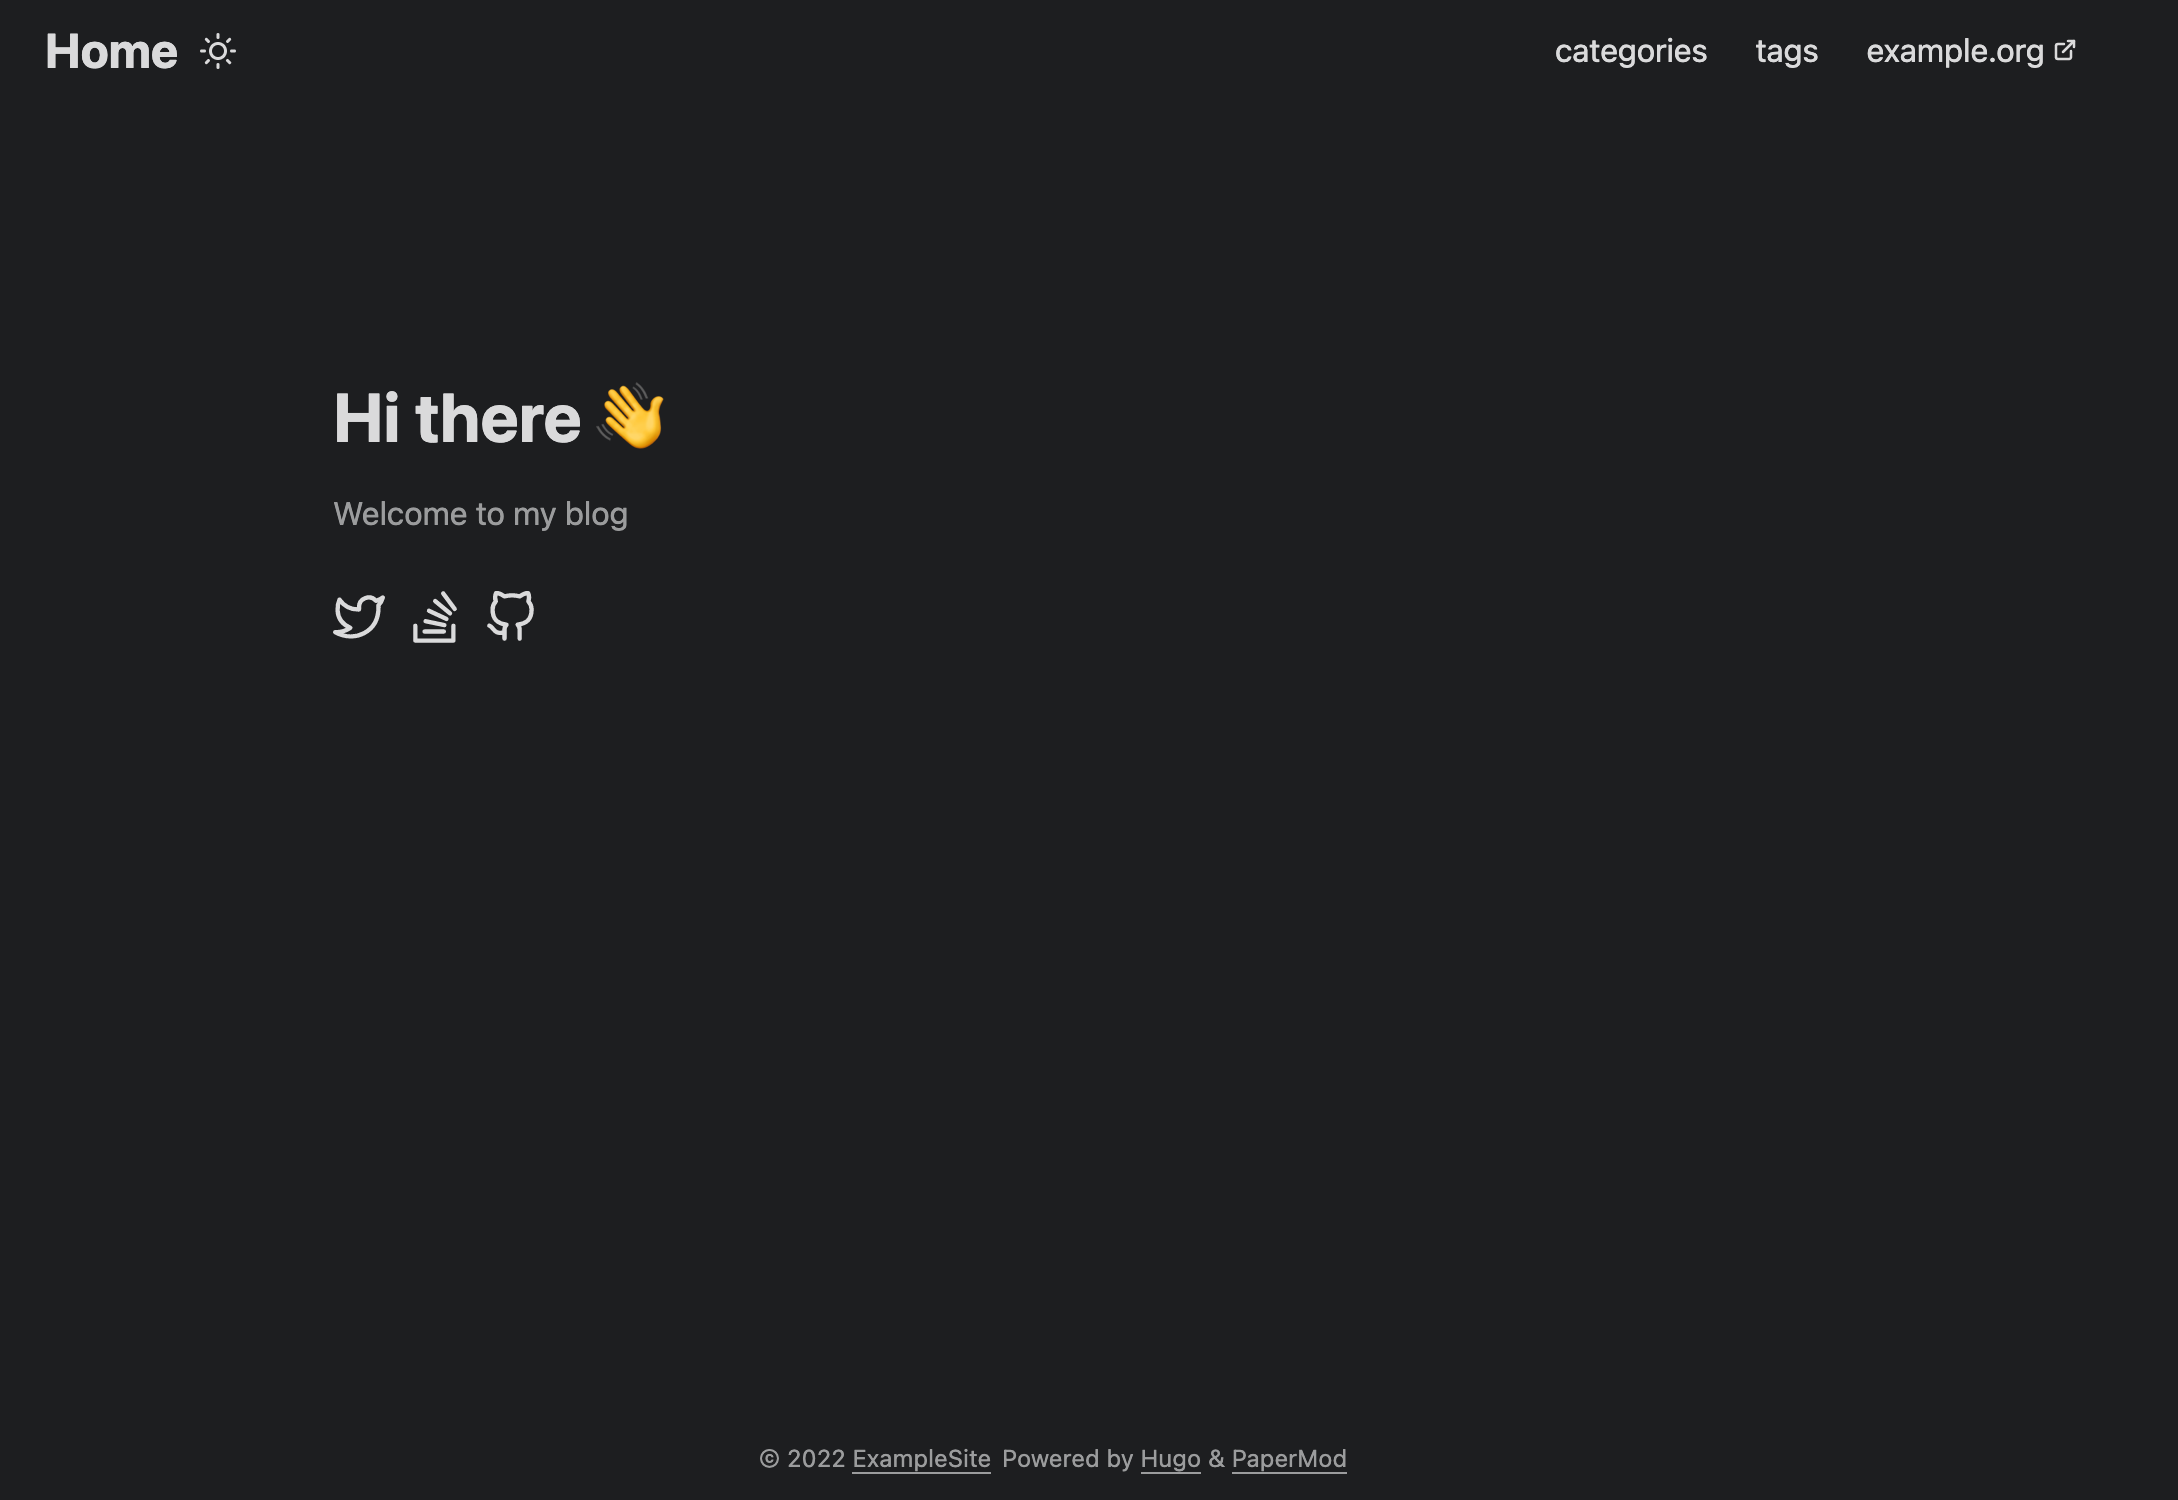 Home
categories tags example.org
Hi there 👋
Welcome to my blog
© 2022 ExampleSite Powered by Hugo & PaperMod